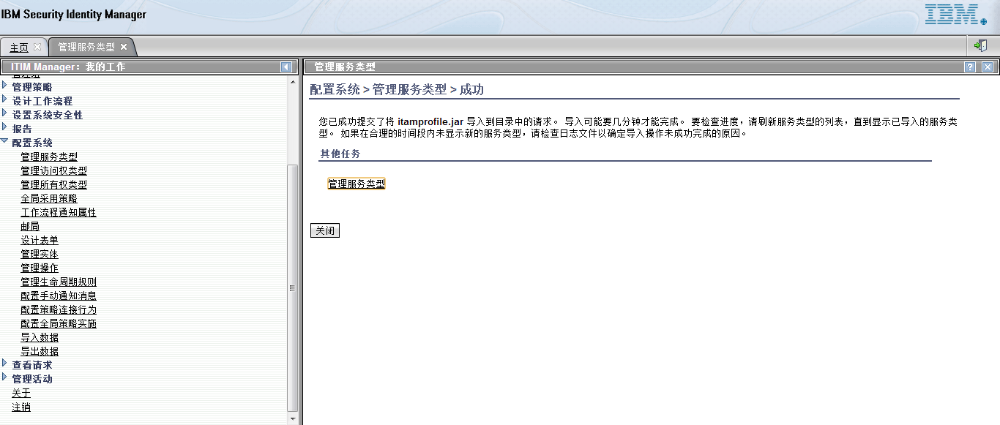 IBM Security Identity Manager
IBM
主页
管理服务类型
ITIM Manager：我的工作
管理服务类型
管理组
管理策略
设计工作流程
设置系统安全性
报告
配置系统
管理服务类型
管理访问权类型
管理所有权类型
全局采用策略
工作流程通知属性
邮局
设计表单
管理实体
管理操作
管理生命周期规则
配置手动通知消息
配置策略连接行为
配置全局策略实施
导入数据
导出数据
查看请求
管理活动
关于
注销
配置系统 > 管理服务类型 > 成功
您已成功提交了将 itamprofile.jar 导入到目录中的请求。 导入可能要几分钟才能完成。 要检查进度，请刷新服务类型的列表，直到显示已导入的服务类
型。 如果在合理的时间段内未显示新的服务类型，请检查日志文件以确定导入操作未成功完成的原因。
其他任务
管理服务类型
关闭